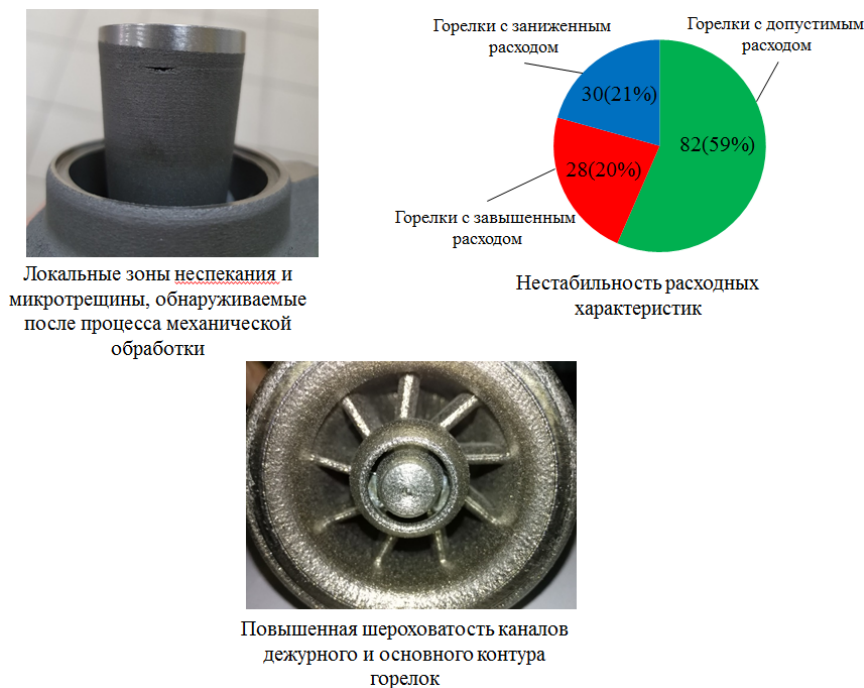 Горелки с заниженным
расходом
Горелки с допустимым
расходом
30(21%)
82(59%)
28(20%)
Горелки с завышенным
расходом
Нестабильность расходных
характеристик
Локальные зоны неспекания и
микротрещины, обнаруживаемые
после процесса механической
обработки
Повышенная шероховатость каналов
дежурного и основного контура
горелок